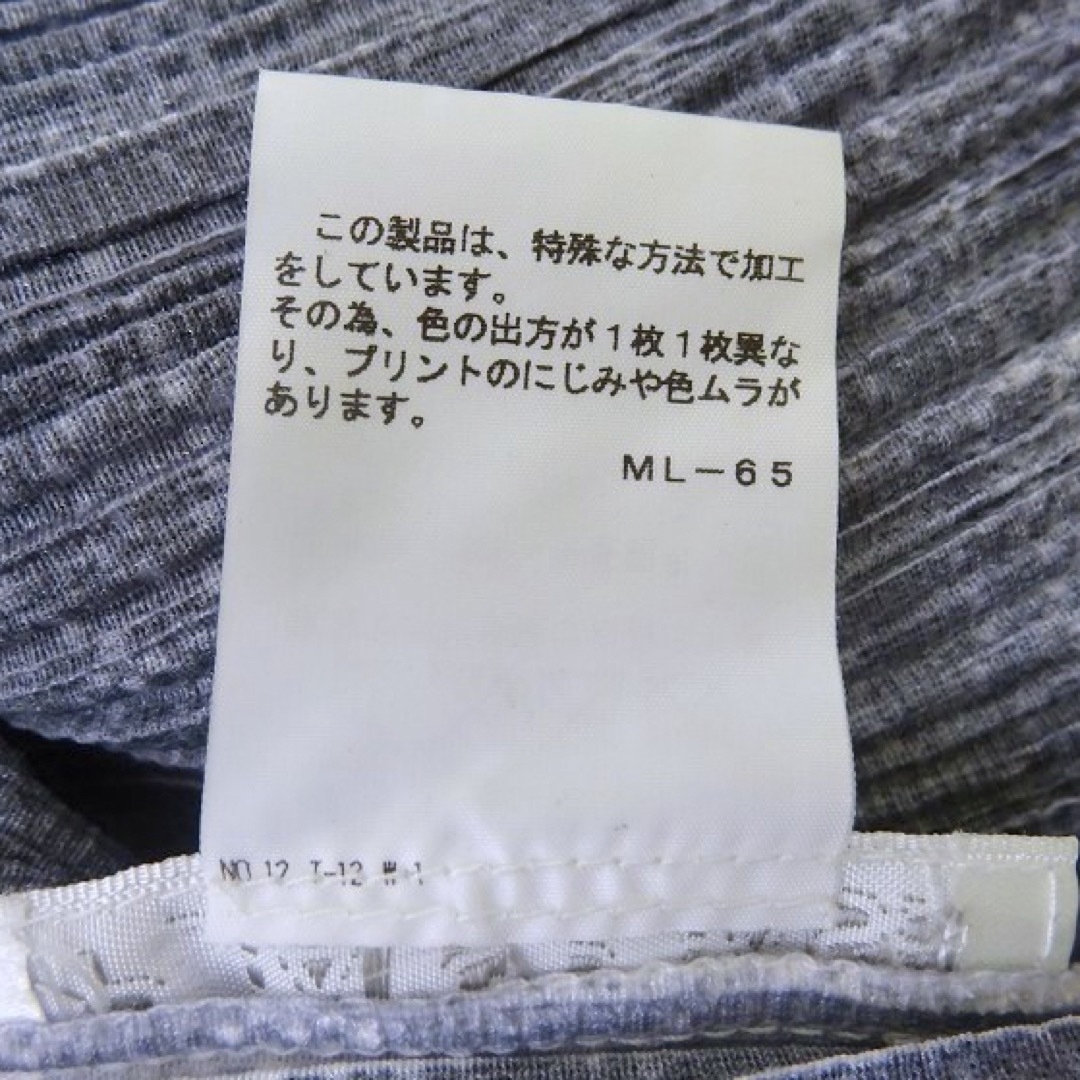 この製品は、特殊な方法で加工
をしています。
その為、色の出方が１枚１枚異な
り、プリントのにじみや色ムラが
あります。
ＭＬ－６５
NO.12 T-12